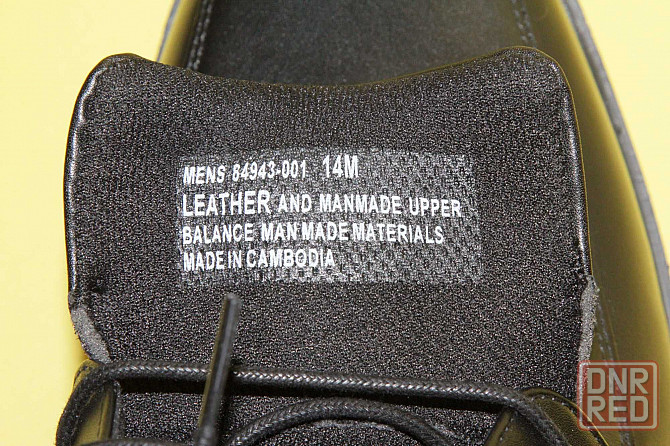 MENS 84943-001 14M
LEATHER AND MANMADE UPPER
BALANCE MAN MADE MATERIALS
MADE IN CAMBODIA
DNR
RED